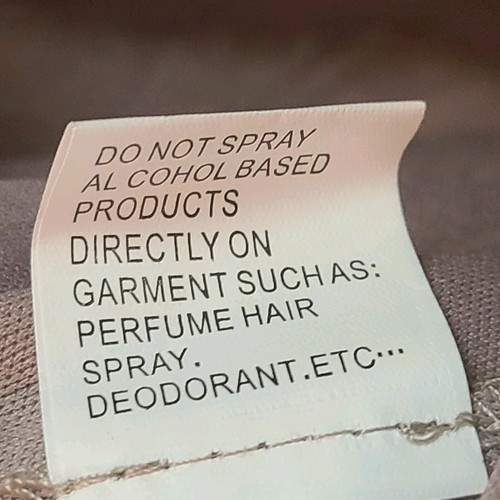 DO NOT SPRAY
AL COHOL BASED
PRODUCTS
DIRECTLY ON
GARMENT SUCH AS:
PERFUME HAIR
SPRAY.
DEODORANT.ETC···